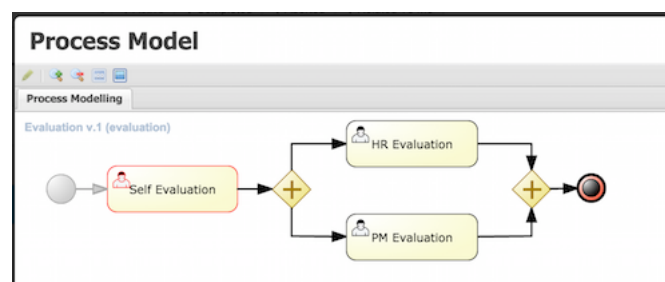 Process Model
Process Modelling
Evaluation v.1 (evaluation)
HR Evaluation
Self Evaluation
PM Evaluation